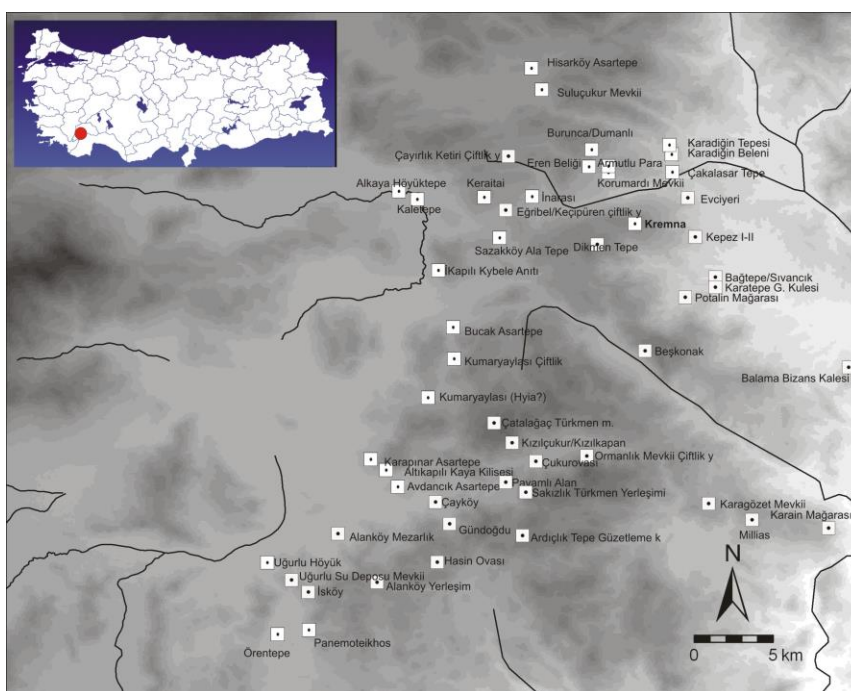 Hisarköy Asartepe
Suluçukur Mevkii
Burunca/Dumanlı
Karadiğin Tepesi
Karadiğin Beleni
Çayırlık Ketiri Çiftlik y
Eren Beliği
Armutlu Para
Çakalasar Tepe
Korumardı Mevkii
Alkaya Höyüktepe
Keraitai
İnarası
Evciyeri
Kaletepe
Eğribel/Keçipüren çiftlik y
Kremna
Sazakköy Ala Tepe
Dikmen Tepe
Kepez I-II
Kapılı Kybele Anıtı
Bağtepe/Sıvancık
Karatepe G. Kulesi
Potalin Mağarası
Bucak Asartepe
Beşkonak
Kumaryaylası Çiftlik
Balama Bizans Kalesi
Kumaryaylası (Hyia?)
Çatalağaç Türkmen m.
Kızılçukur/Kızılkapan
Ormanlık Mevkii Çiftlik y
Karapınar Asartepe
Çukurovası
Altıkapılı Kaya Kilisesi
Avdancık Asartepe
Payamlı Alan
Sakızlık Türkmen Yerleşimi
Çayköy
Karagözet Mevkii
Karain Mağarası
Gündoğdu
Millias
Alanköy Mezarlık
Ardıçlık Tepe Güzetleme k
Uğurlu Höyük
Hasin Ovası
Uğurlu Su Deposu Mevkii
Alanköy Yerleşim
İsköy
Panemoteikhos
Örentepe
N
0 5 km